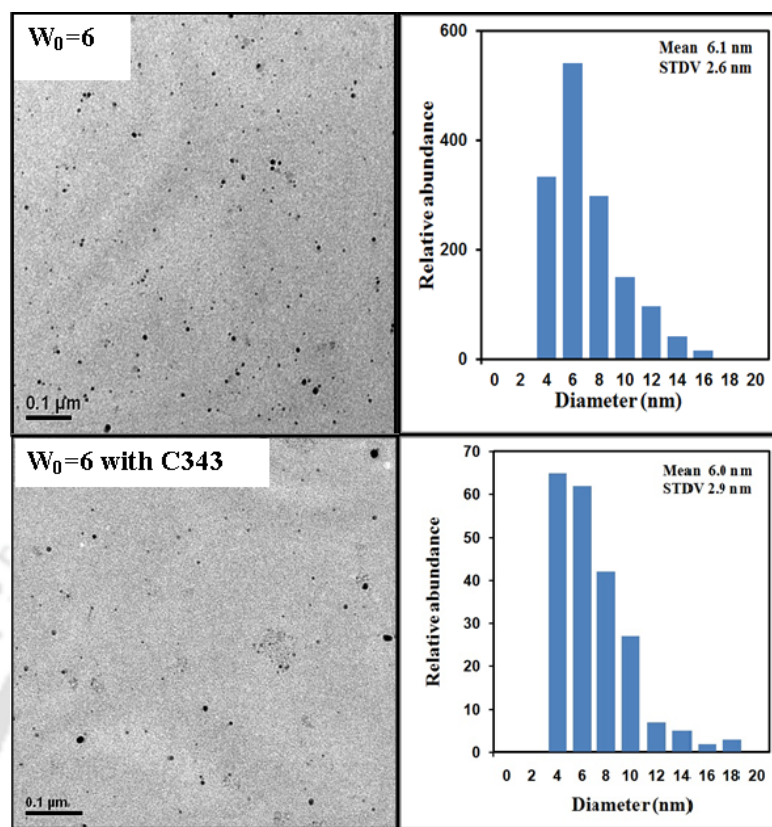 W₀=6
0.1 µm
Mean 6.1 nm
STDV 2.6 nm
Relative abundance
600
400
200
0
0 2 4 6 8 10 12 14 16 18 20
Diameter (nm)
W₀=6 with C343
0.1 µm
Mean 6.0 nm
STDV 2.9 nm
Relative abundance
70
60
50
40
30
20
10
0
0 2 4 6 8 10 12 14 16 18 20
Diameter (nm)